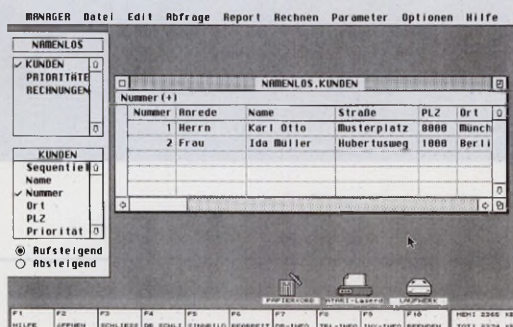 MANAGER Datei Edit Abfrage Report Rechnen Parameter Optionen Hilfe
NAMENLOS
✓ KUNDEN
PRIORITÄTE
RECHNUNGEN
NAMENLOS.KUNDEN
Nummer (+)
Nummer Anrede Name Straße PLZ Ort
1 Herrn Karl Otto Musterplatz 8000 Münch
2 Frau Ida Müller Hubertusweg 1000 Berli
KUNDEN
Sequentiel
Name
✓ Nummer
Ort
PLZ
Priorität
Aufsteigend
Absteigend
PAPIERKORB ATARI-Laserd LAUFWERK
F1 F2 F3 F4 F5 F6 F7 F8 F9 F10
HILFE